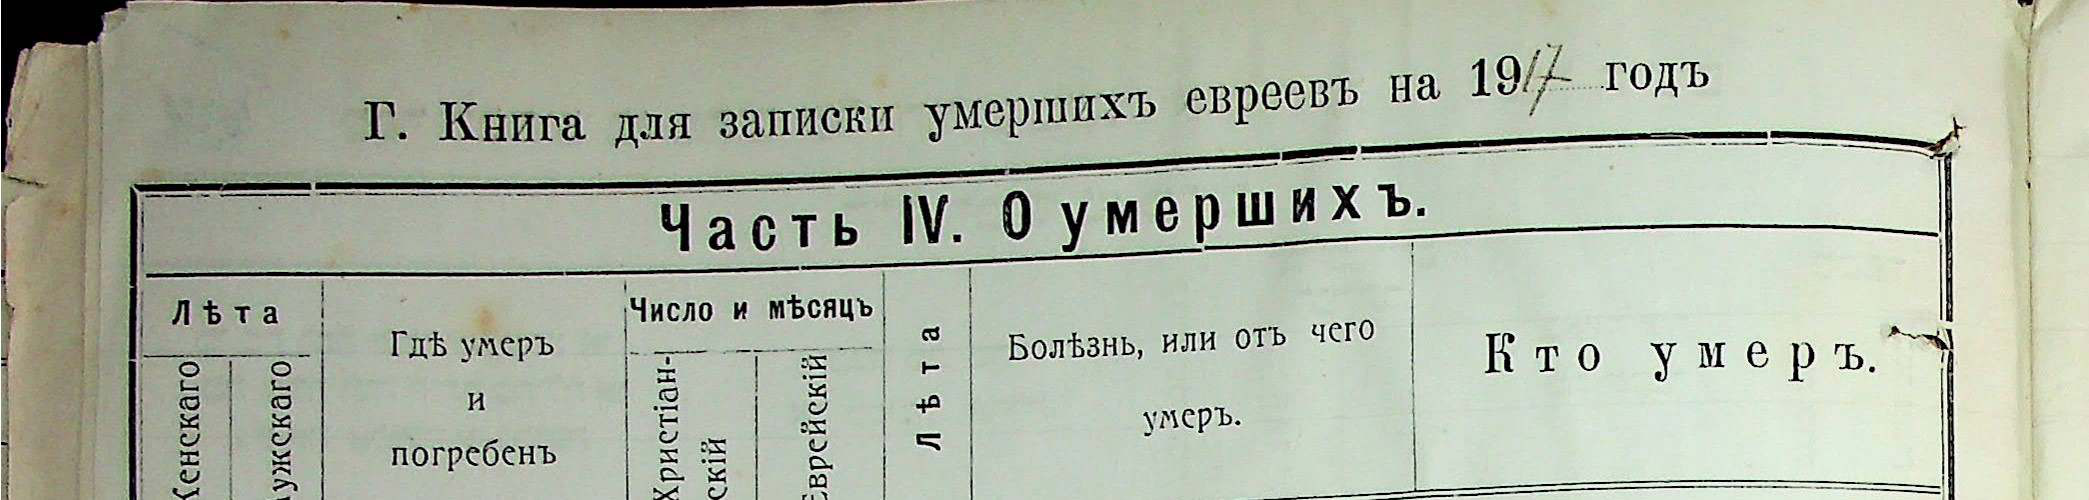 Г. Книга для записки умершихъ евреевъ на 1917 годъ
Часть IV. О умершихъ.
Лѣта
Женскаго
Мужскаго
Гдѣ умеръ
и
погребенъ
Число и мѣсяцъ
Христіан-
скій
Еврейскій
Лѣта
Болѣзнь, или отъ чего
умеръ.
Кто умеръ.